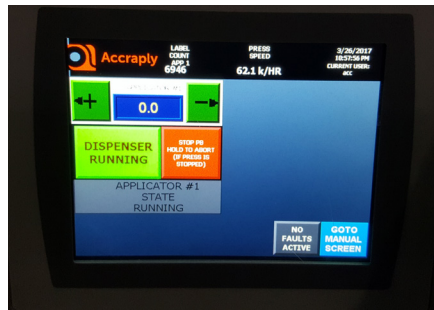 Accraply
LABEL
COUNT
APP 1
6946
PRESS
SPEED
62.1 k/HR
3/26/2017
10:57:56 PM
CURRENT USER:
acc
+
0.0
-
DISPENSER
RUNNING
STOP PB
HOLD TO ABORT
(IF PRESS IS
STOPPED)
APPLICATOR #1
STATE
RUNNING
NO
FAULTS
ACTIVE
GOTO
MANUAL
SCREEN